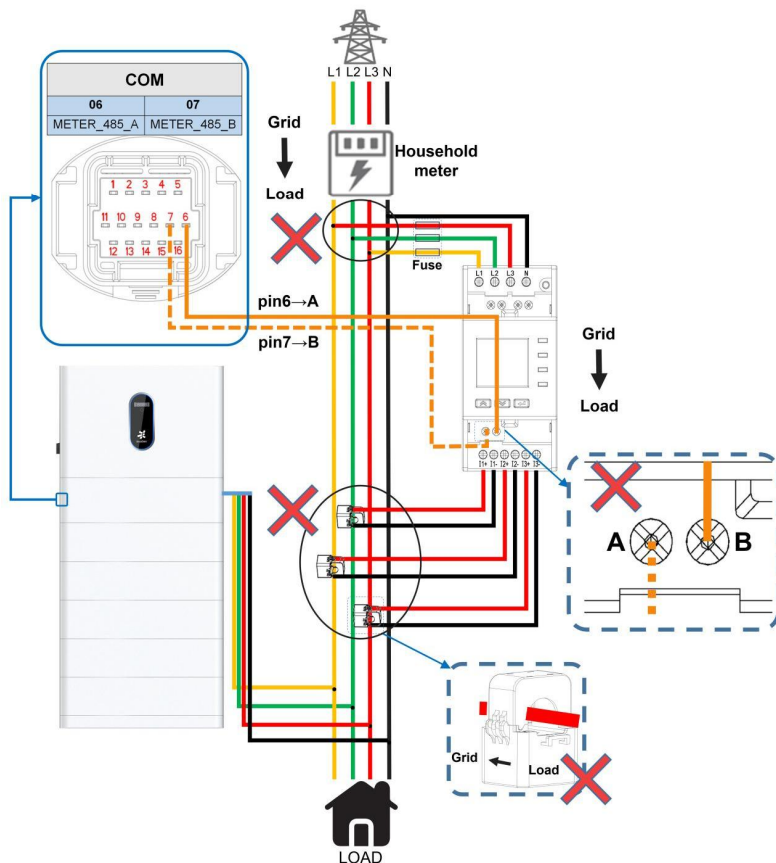 L1 L2 L3 N
COM
06 07
METER_485_A METER_485_B
1 2 3 4 5
11 10 9 8 7 6
12 13 14 15 16
Grid
Load
Household
meter
Fuse
L1 L2 L3 N
pin6→A
pin7→B
Grid
Load
I1+ I1- I2+ I2- I3+ I3-
A B
Grid Load
LOAD